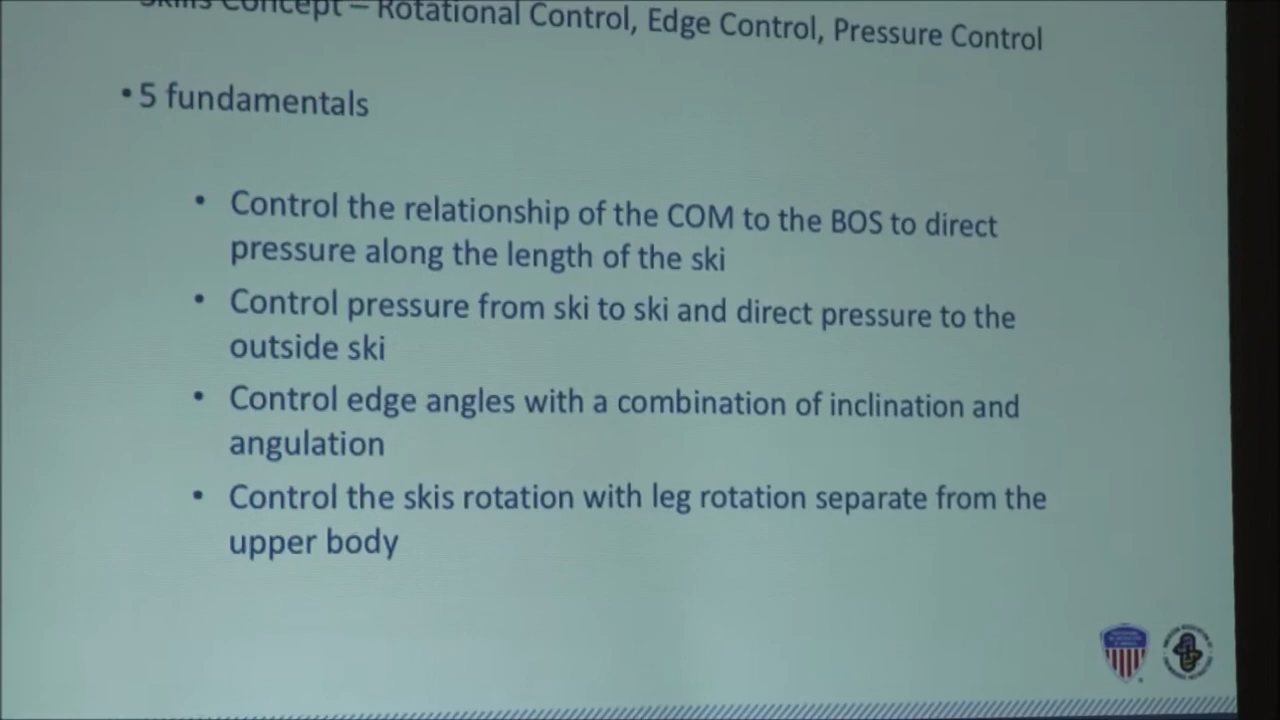 Skills Concept – Rotational Control, Edge Control, Pressure Control
• 5 fundamentals
• Control the relationship of the COM to the BOS to direct
pressure along the length of the ski
• Control pressure from ski to ski and direct pressure to the
outside ski
• Control edge angles with a combination of inclination and
angulation
• Control the skis rotation with leg rotation separate from the
upper body